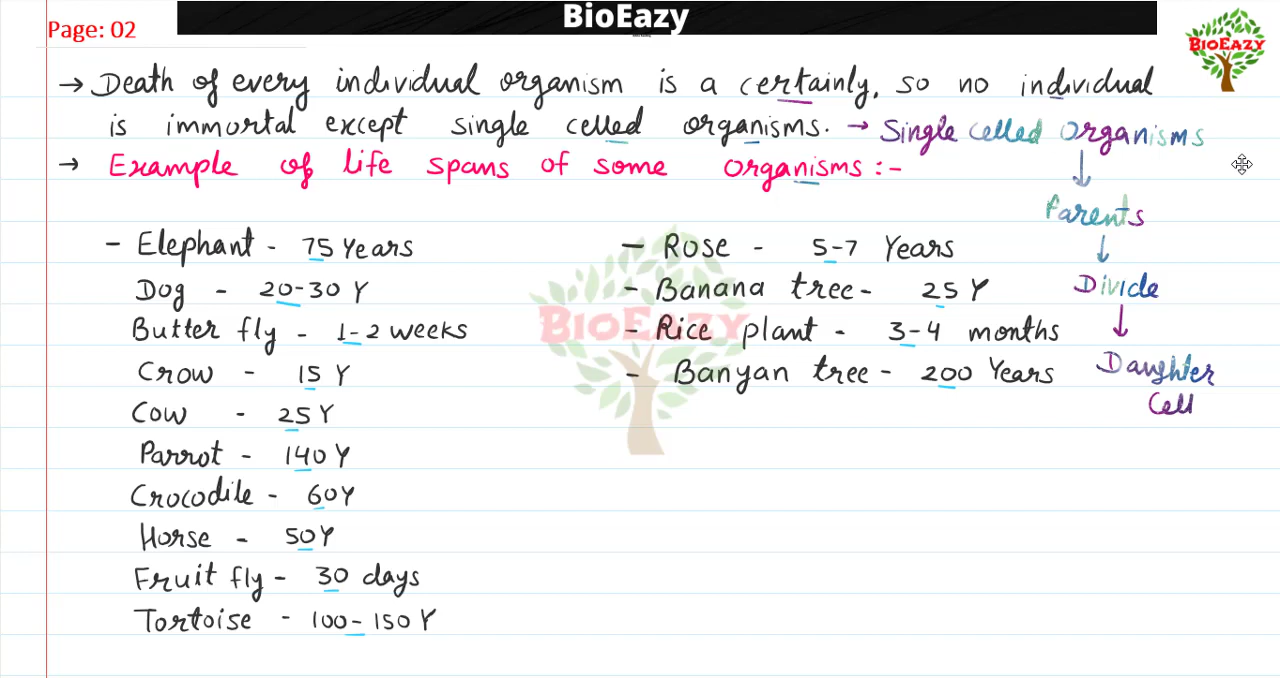 BioEazy
Page: 02
BIOEAZY
→ Death of every individual organism is a certainly, so no individual
is immortal except single celled organisms. → Single celled organisms
→ Example of life spans of some organisms :-
↓
Parents
↓
Divide
↓
Daughter
Cell
- Elephant - 75 Years
Dog - 20-30 Y
Butter fly - 1-2 weeks
Crow - 15 Y
Cow - 25 Y
Parrot - 140 Y
Crocodile - 60Y
Horse - 50Y
Fruit fly - 30 days
Tortoise - 100-150 Y
- Rose - 5-7 Years
- Banana tree - 25 Y
- Rice plant - 3-4 months
- Banyan tree - 200 Years
BIOEAZY